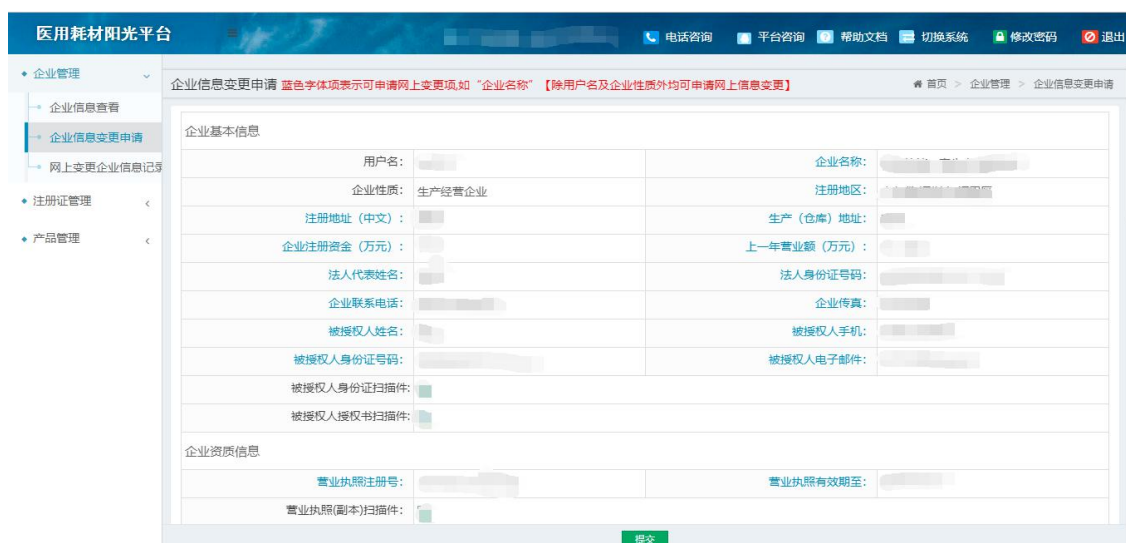 医用耗材阳光平台
电话咨询 平台咨询 帮助文档 切换系统 修改密码 退出
企业管理
企业信息查看
企业信息变更申请
网上变更企业信息记录
注册证管理
产品管理
企业信息变更申请 蓝色字体项表示可申请网上变更项,如“企业名称”【除用户名及企业性质外均可申请网上信息变更】
首页 > 企业管理 > 企业信息变更申请
企业基本信息
用户名: 企业名称:
企业性质: 生产经营企业 注册地区:
注册地址（中文）: 生产（仓库）地址:
企业注册资金（万元）: 上一年营业额（万元）:
法人代表姓名: 法人身份证号码:
企业联系电话: 企业传真:
被授权人姓名: 被授权人手机:
被授权人身份证号码: 被授权人电子邮件:
被授权人身份证扫描件:
被授权人授权书扫描件:
企业资质信息
营业执照注册号: 营业执照有效期至:
营业执照(副本)扫描件:
提交